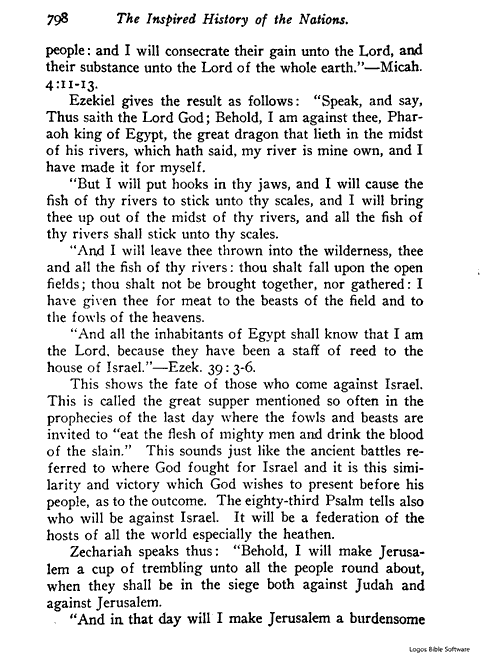 798 The Inspired History of the Nations.
people: and I will consecrate their gain unto the Lord, and
their substance unto the Lord of the whole earth."—Micah.
4:11-13.
Ezekiel gives the result as follows: "Speak, and say,
Thus saith the Lord God; Behold, I am against thee, Phar-
aoh king of Egypt, the great dragon that lieth in the midst
of his rivers, which hath said, my river is mine own, and I
have made it for myself.
"But I will put hooks in thy jaws, and I will cause the
fish of thy rivers to stick unto thy scales, and I will bring
thee up out of the midst of thy rivers, and all the fish of
thy rivers shall stick unto thy scales.
"And I will leave thee thrown into the wilderness, thee
and all the fish of thy rivers: thou shalt fall upon the open
fields; thou shalt not be brought together, nor gathered: I
have given thee for meat to the beasts of the field and to
the fowls of the heavens.
"And all the inhabitants of Egypt shall know that I am
the Lord, because they have been a staff of reed to the
house of Israel."—Ezek. 39: 3-6.
This shows the fate of those who come against Israel.
This is called the great supper mentioned so often in the
prophecies of the last day where the fowls and beasts are
invited to "eat the flesh of mighty men and drink the blood
of the slain." This sounds just like the ancient battles re-
ferred to where God fought for Israel and it is this simi-
larity and victory which God wishes to present before his
people, as to the outcome. The eighty-third Psalm tells also
who will be against Israel. It will be a federation of the
hosts of all the world especially the heathen.
Zechariah speaks thus: "Behold, I will make Jerusa-
lem a cup of trembling unto all the people round about,
when they shall be in the siege both against Judah and
against Jerusalem.
"And in that day will I make Jerusalem a burdensome
Logos Bible Software